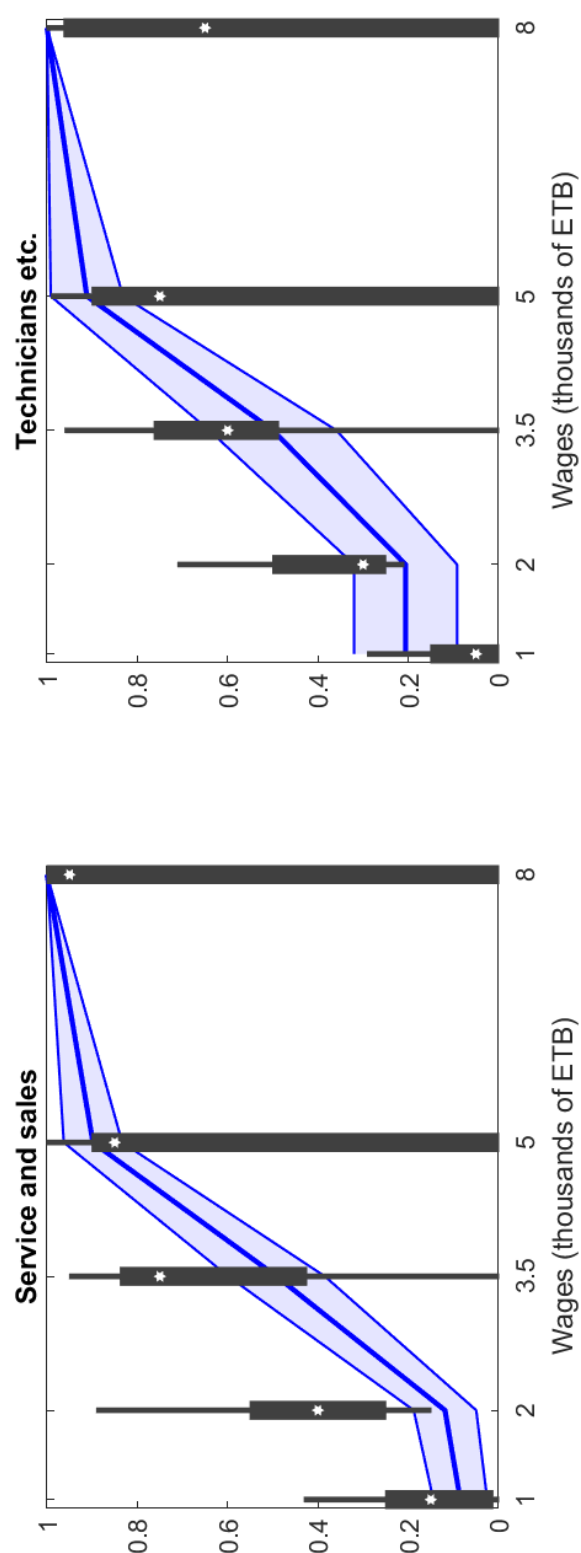 Service and sales
1
0.8
0.6
0.4
0.2
0
1 2 3.5 5 8
Wages (thousands of ETB)
Technicians etc.
1
0.8
0.6
0.4
0.2
0
1 2 3.5 5 8
Wages (thousands of ETB)